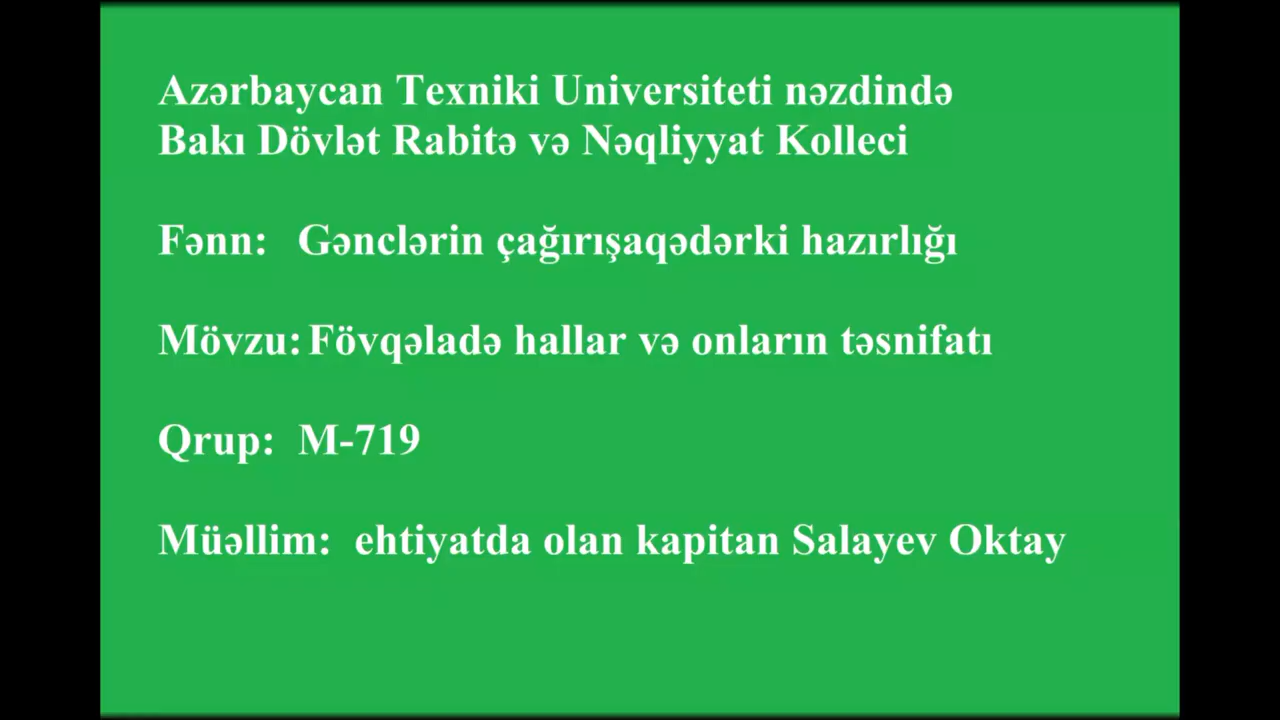 Azərbaycan Texniki Universiteti nəzdində
Bakı Dövlət Rabitə və Nəqliyyat Kolleci
Fənn: Gənclərin çağırışaqədərki hazırlığı
Mövzu: Fövqəladə hallar və onların təsnifatı
Qrup: M-719
Müəllim: ehtiyatda olan kapitan Salayev Oktay